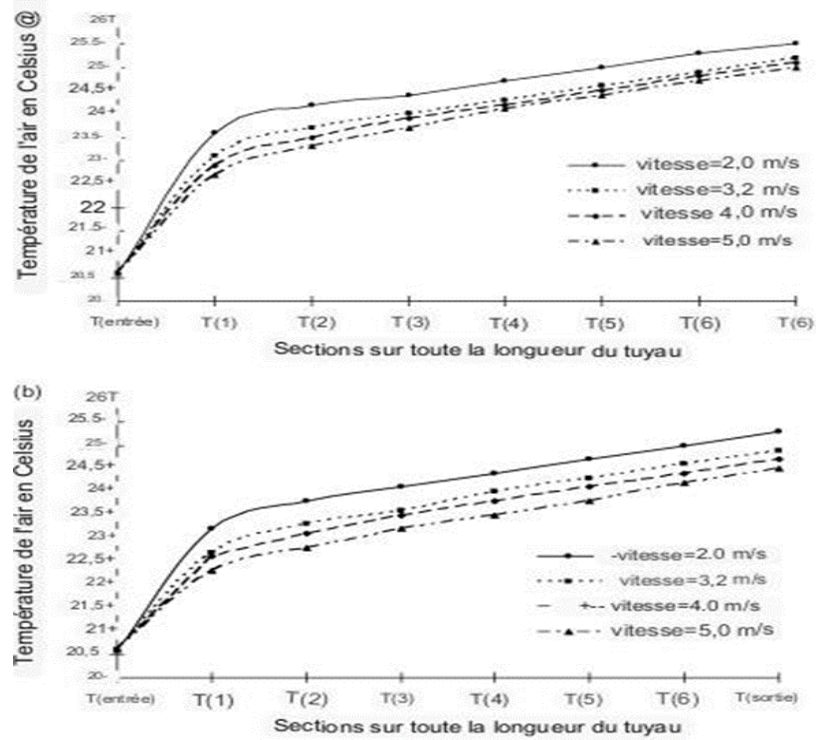 Température de l'air en Celsius @
26T
25.5-
25-
24,5+
24+
23.5-
23-
22,5+
22
21.5-
21+
20.5
20
vitesse=2,0 m/s
vitesse=3,2 m/s
vitesse 4,0 m/s
vitesse=5,0 m/s
T(entrée) T(1) T(2) T(3) T(4) T(5) T(6) T(6)
Sections sur toute la longueur du tuyau
(b)
Température de l'air en Celsius
26T
25.5-
25-
24,5+
24+
23,5+
23+
22,5+
22+
21,5+
21+
20,5
20-
-vitesse=2.0 m/s
vitesse=3,2 m/s
+-- vitesse=4.0 m/s
vitesse=5,0 m/s
T(entrée) T(1) T(2) T(3) T(4) T(5) T(6) T(sortie)
Sections sur toute la longueur du tuyau